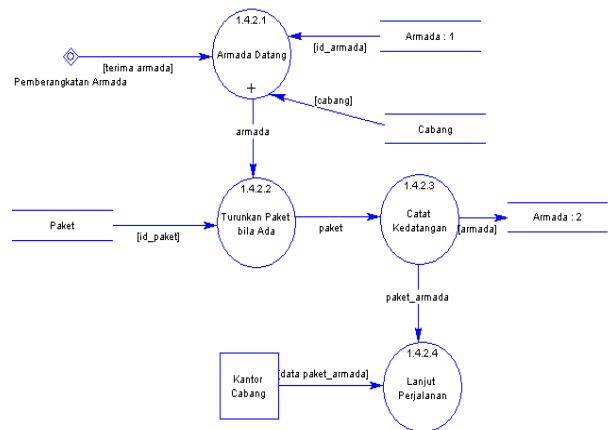 1.4.2.1
Armada Datang
+
[id_armada]
Armada : 1
[terima armada]
Pemberangkatan Armada
[cabang]
Cabang
armada
1.4.2.2
Turunkan Paket
bila Ada
Paket
[id_paket]
paket
1.4.2.3
Catat
Kedatangan
[armada]
Armada : 2
paket_armada
1.4.2.4
Lanjut
Perjalanan
Kantor
Cabang
[data paket_armada]